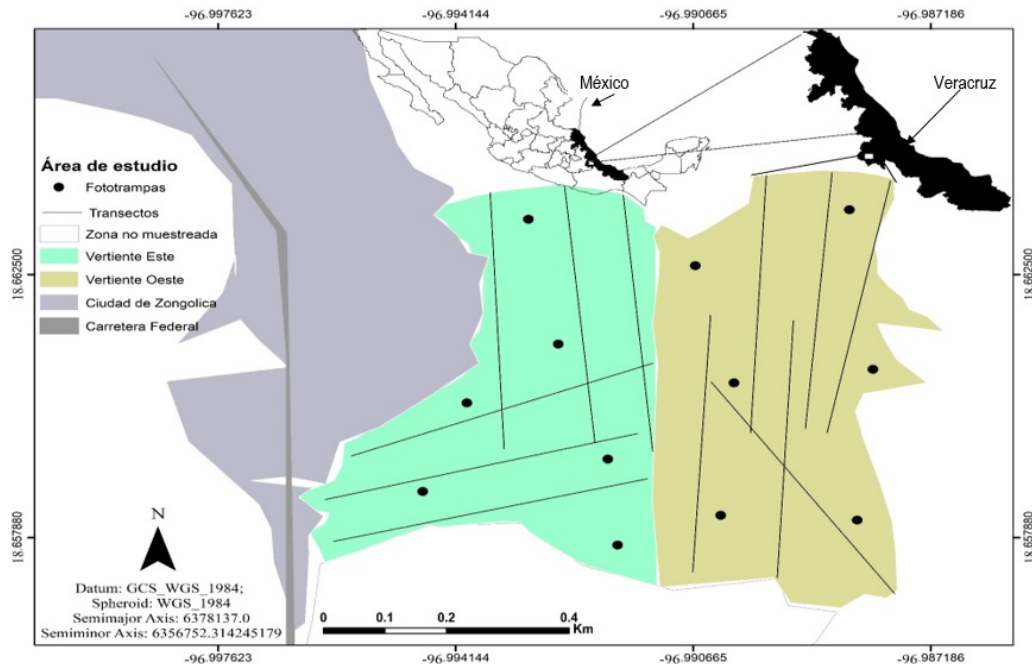 -96.997623 -96.994144 -96.990665 -96.987186
México
Veracruz
Área de estudio
Fototrampas
Transectos
Zona no muestreada
Vertiente Este
Vertiente Oeste
Ciudad de Zongolica
Carretera Federal
18.662500
18.662500
18.657880
18.657880
N
Datum: GCS_WGS_1984;
Spheroid: WGS_1984
Semimajor Axis: 6378137.0
Semiminor Axis: 6356752.314245179
0 0.2 0.4
Km
-96.997623 -96.994144 -96.990665 -96.987186